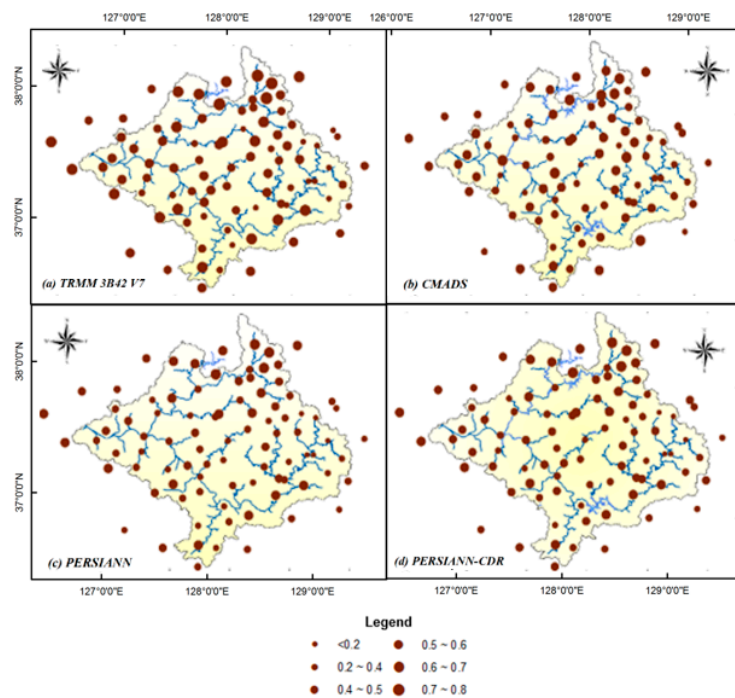 127°0'0"E 128°0'0"E 129°0'0"E 126°0'0"E 127°0'0"E 128°0'0"E 129°0'0"E
38°0'0"N
37°0'0"N
(a) TRMM 3B42 V7
(b) CMADS
38°0'0"N
37°0'0"N
(c) PERSIANN
(d) PERSIANN-CDR
127°0'0"E 128°0'0"E 129°0'0"E 127°0'0"E 128°0'0"E 129°0'0"E
Legend
<0.2 0.5 ~ 0.6
0.2 ~ 0.4 0.6 ~ 0.7
0.4 ~ 0.5 0.7 ~ 0.8